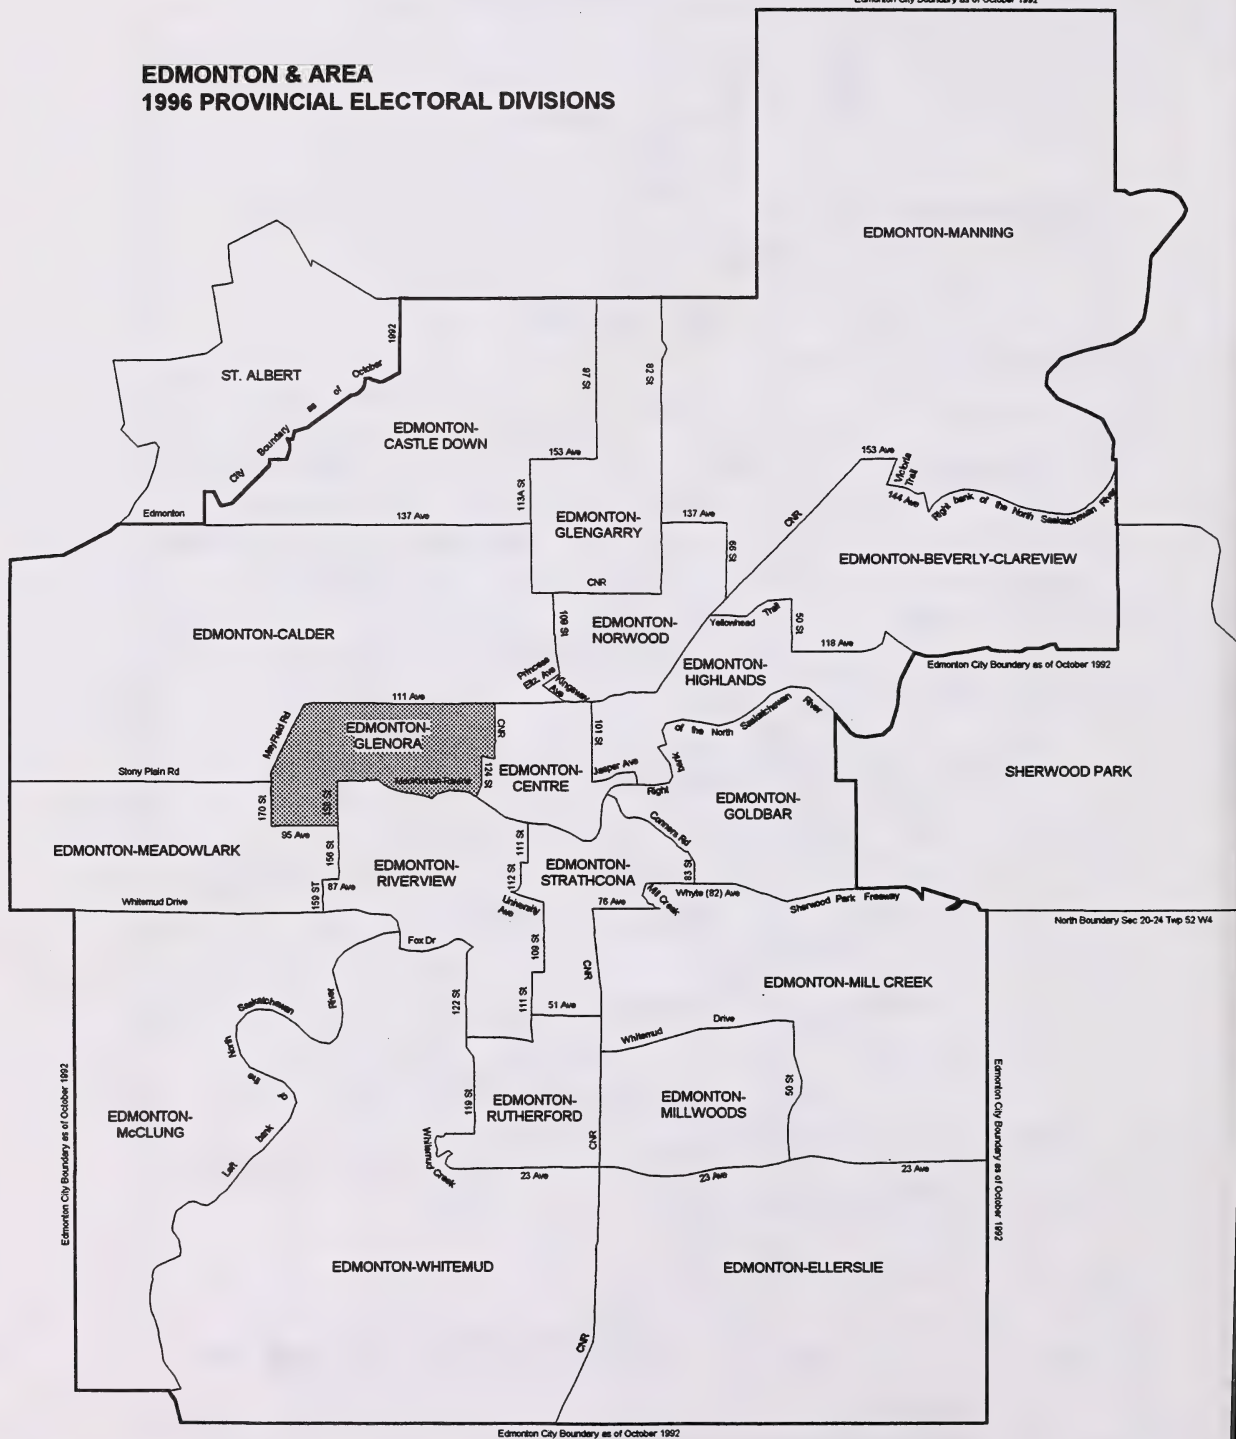 Edmonton City Boundary as of October 1992
EDMONTON & AREA
1996 PROVINCIAL ELECTORAL DIVISIONS
EDMONTON-MANNING
1992
ST. ALBERT
City Boundary as of October
97 St
82 St
EDMONTON-
CASTLE DOWN
153 Ave
153 Ave
Victoria
Trail
113A St
144 Ave
Right bank of the North Saskatchewan River
Edmonton
137 Ave
EDMONTON-
GLENGARRY
137 Ave
CNR
66 St
EDMONTON-BEVERLY-CLAREVIEW
CNR
109 St
EDMONTON-
NORWOOD
Yellowhead Trail
50 St
EDMONTON-CALDER
118 Ave
Edmonton City Boundary as of October 1992
Princess
Eliz. Ave
Kingsway
Ave
EDMONTON-
HIGHLANDS
111 Ave
MayField Rd
EDMONTON-
GLENORA
CNR
101 St
Right bank of the North Saskatchewan River
Stony Plain Rd
124 St
EDMONTON-
CENTRE
Jasper Ave
SHERWOOD PARK
170 St
95 Ave
EDMONTON-
GOLDBAR
Conners Rd
EDMONTON-MEADOWLARK
156 St
EDMONTON-
RIVERVIEW
111 St
112 St
EDMONTON-
STRATHCONA
83 St
159 ST
87 Ave
University
Ave
Mill Creek
Whyte (82) Ave
Sherwood Park Freeway
Whitemud Drive
76 Ave
North Boundary Sec 20-24 Twp 52 W4
Fox Dr
109 St
CNR
EDMONTON-MILL CREEK
122 St
111 St
51 Ave
Whitemud Drive
Left bank of the North Saskatchewan River
50 St
Edmonton City Boundary as of October 1992
EDMONTON-
McCLUNG
119 St
EDMONTON-
RUTHERFORD
EDMONTON-
MILLWOODS
Edmonton City Boundary as of October 1992
CNR
Whitemud Creek
23 Ave
23 Ave
23 Ave
EDMONTON-WHITEMUD
EDMONTON-ELLERSLIE
CNR
Edmonton City Boundary as of October 1992